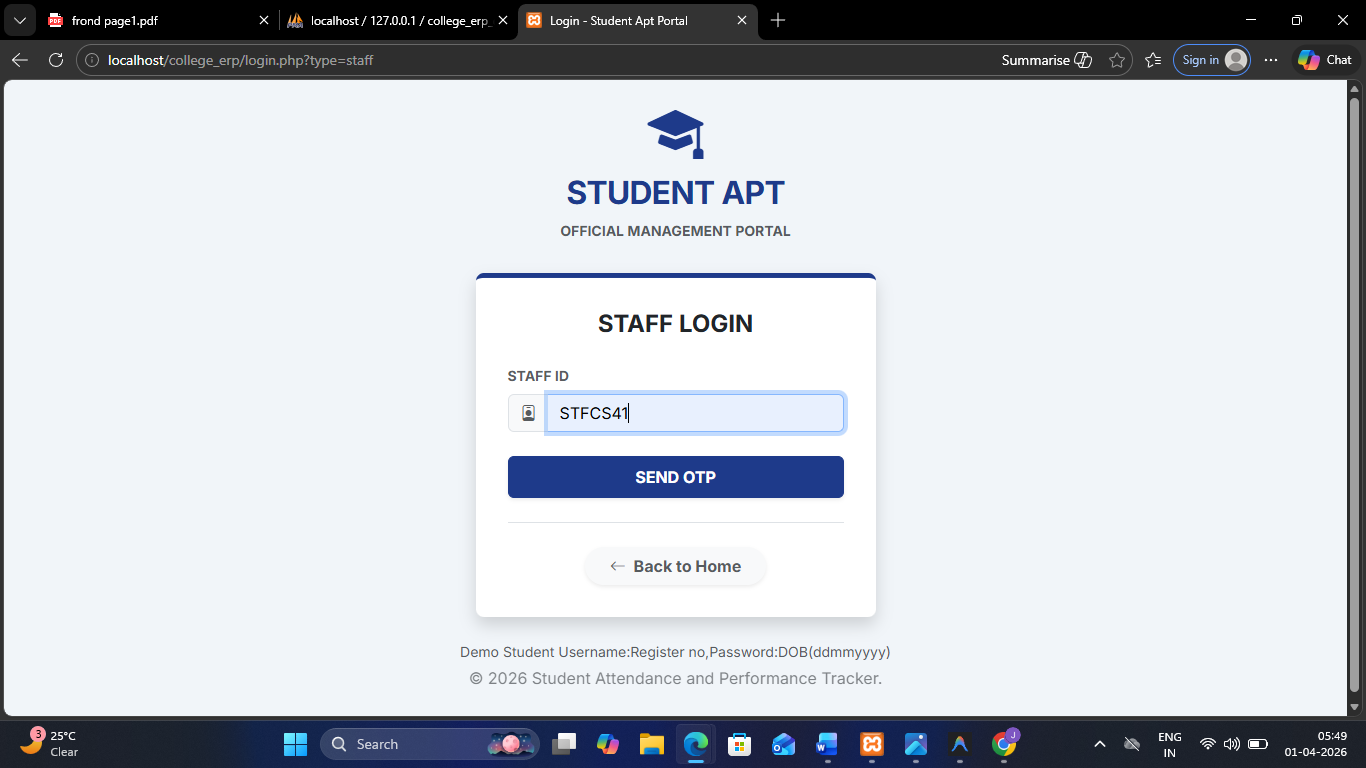 frond page1.pdf
localhost / 127.0.0.1 / college_erp_
Login - Student Apt Portal
localhost/college_erp/login.php?type=staff
Summarise
Sign in
Chat
STUDENT APT
OFFICIAL MANAGEMENT PORTAL
STAFF LOGIN
STAFF ID
STFCS41
SEND OTP
← Back to Home
Demo Student Username:Register no,Password:DOB(ddmmyyyy)
© 2026 Student Attendance and Performance Tracker.
3
25°C
Clear
Search
J
ENG
IN
05:49
01-04-2026